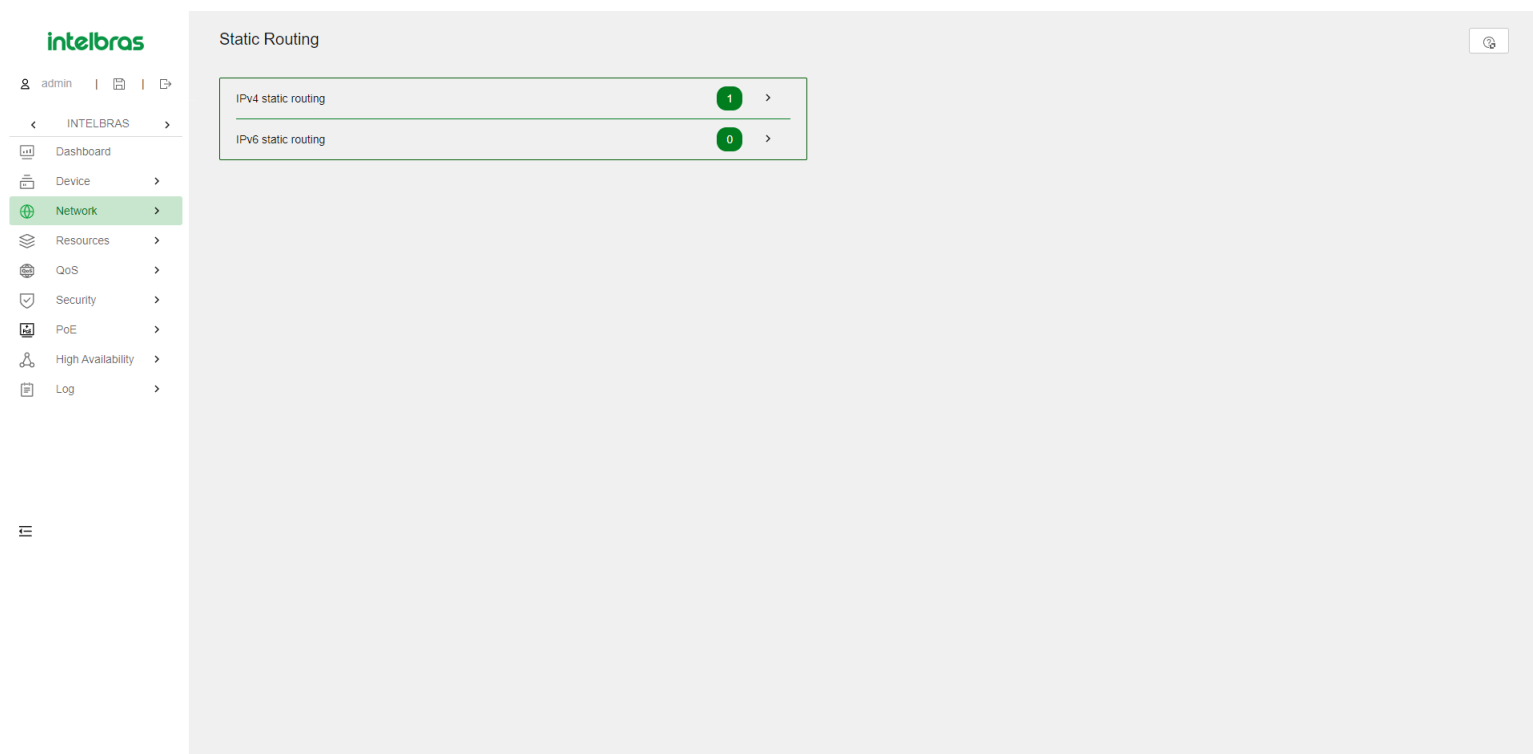 intelbras
admin | |
INTELBRAS
Dashboard
Device
Network
Resources
QoS
Security
PoE
High Availability
Log
Static Routing
IPv4 static routing 1
IPv6 static routing 0